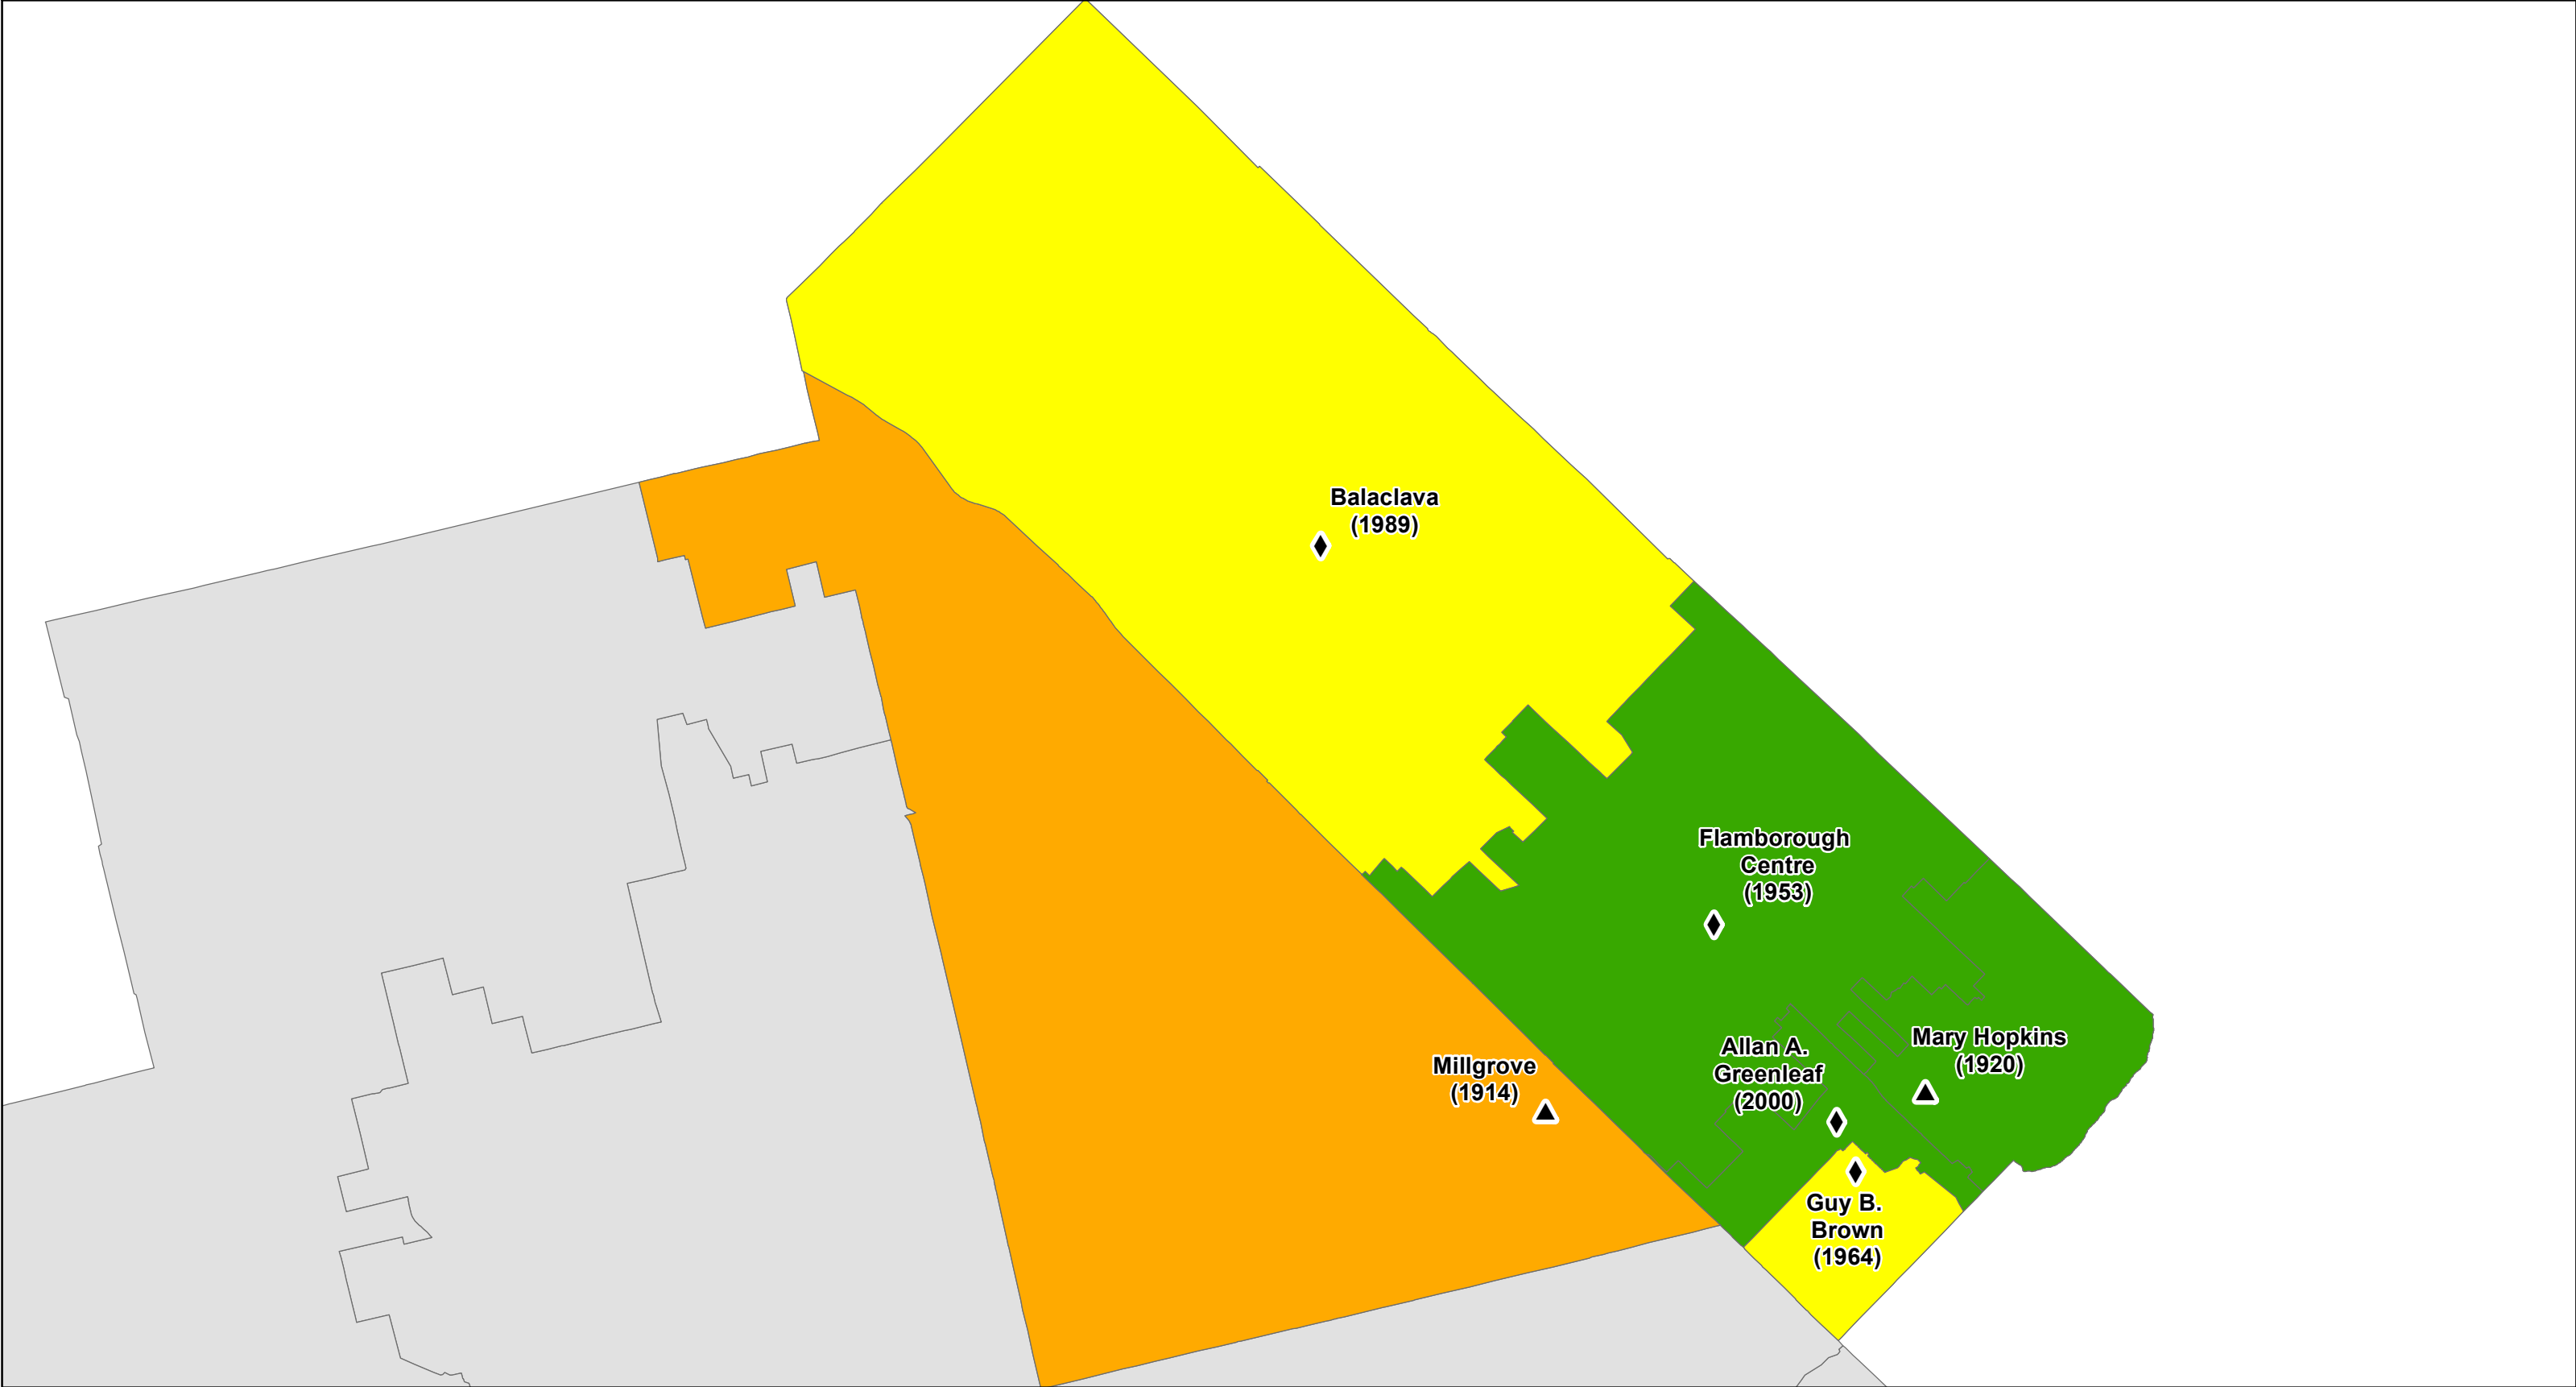 Balaclava
(1989)
Flamborough
Centre
(1953)
Mary Hopkins
(1920)
Allan A.
Greenleaf
(2000)
Millgrove
(1914)
Guy B.
Brown
(1964)